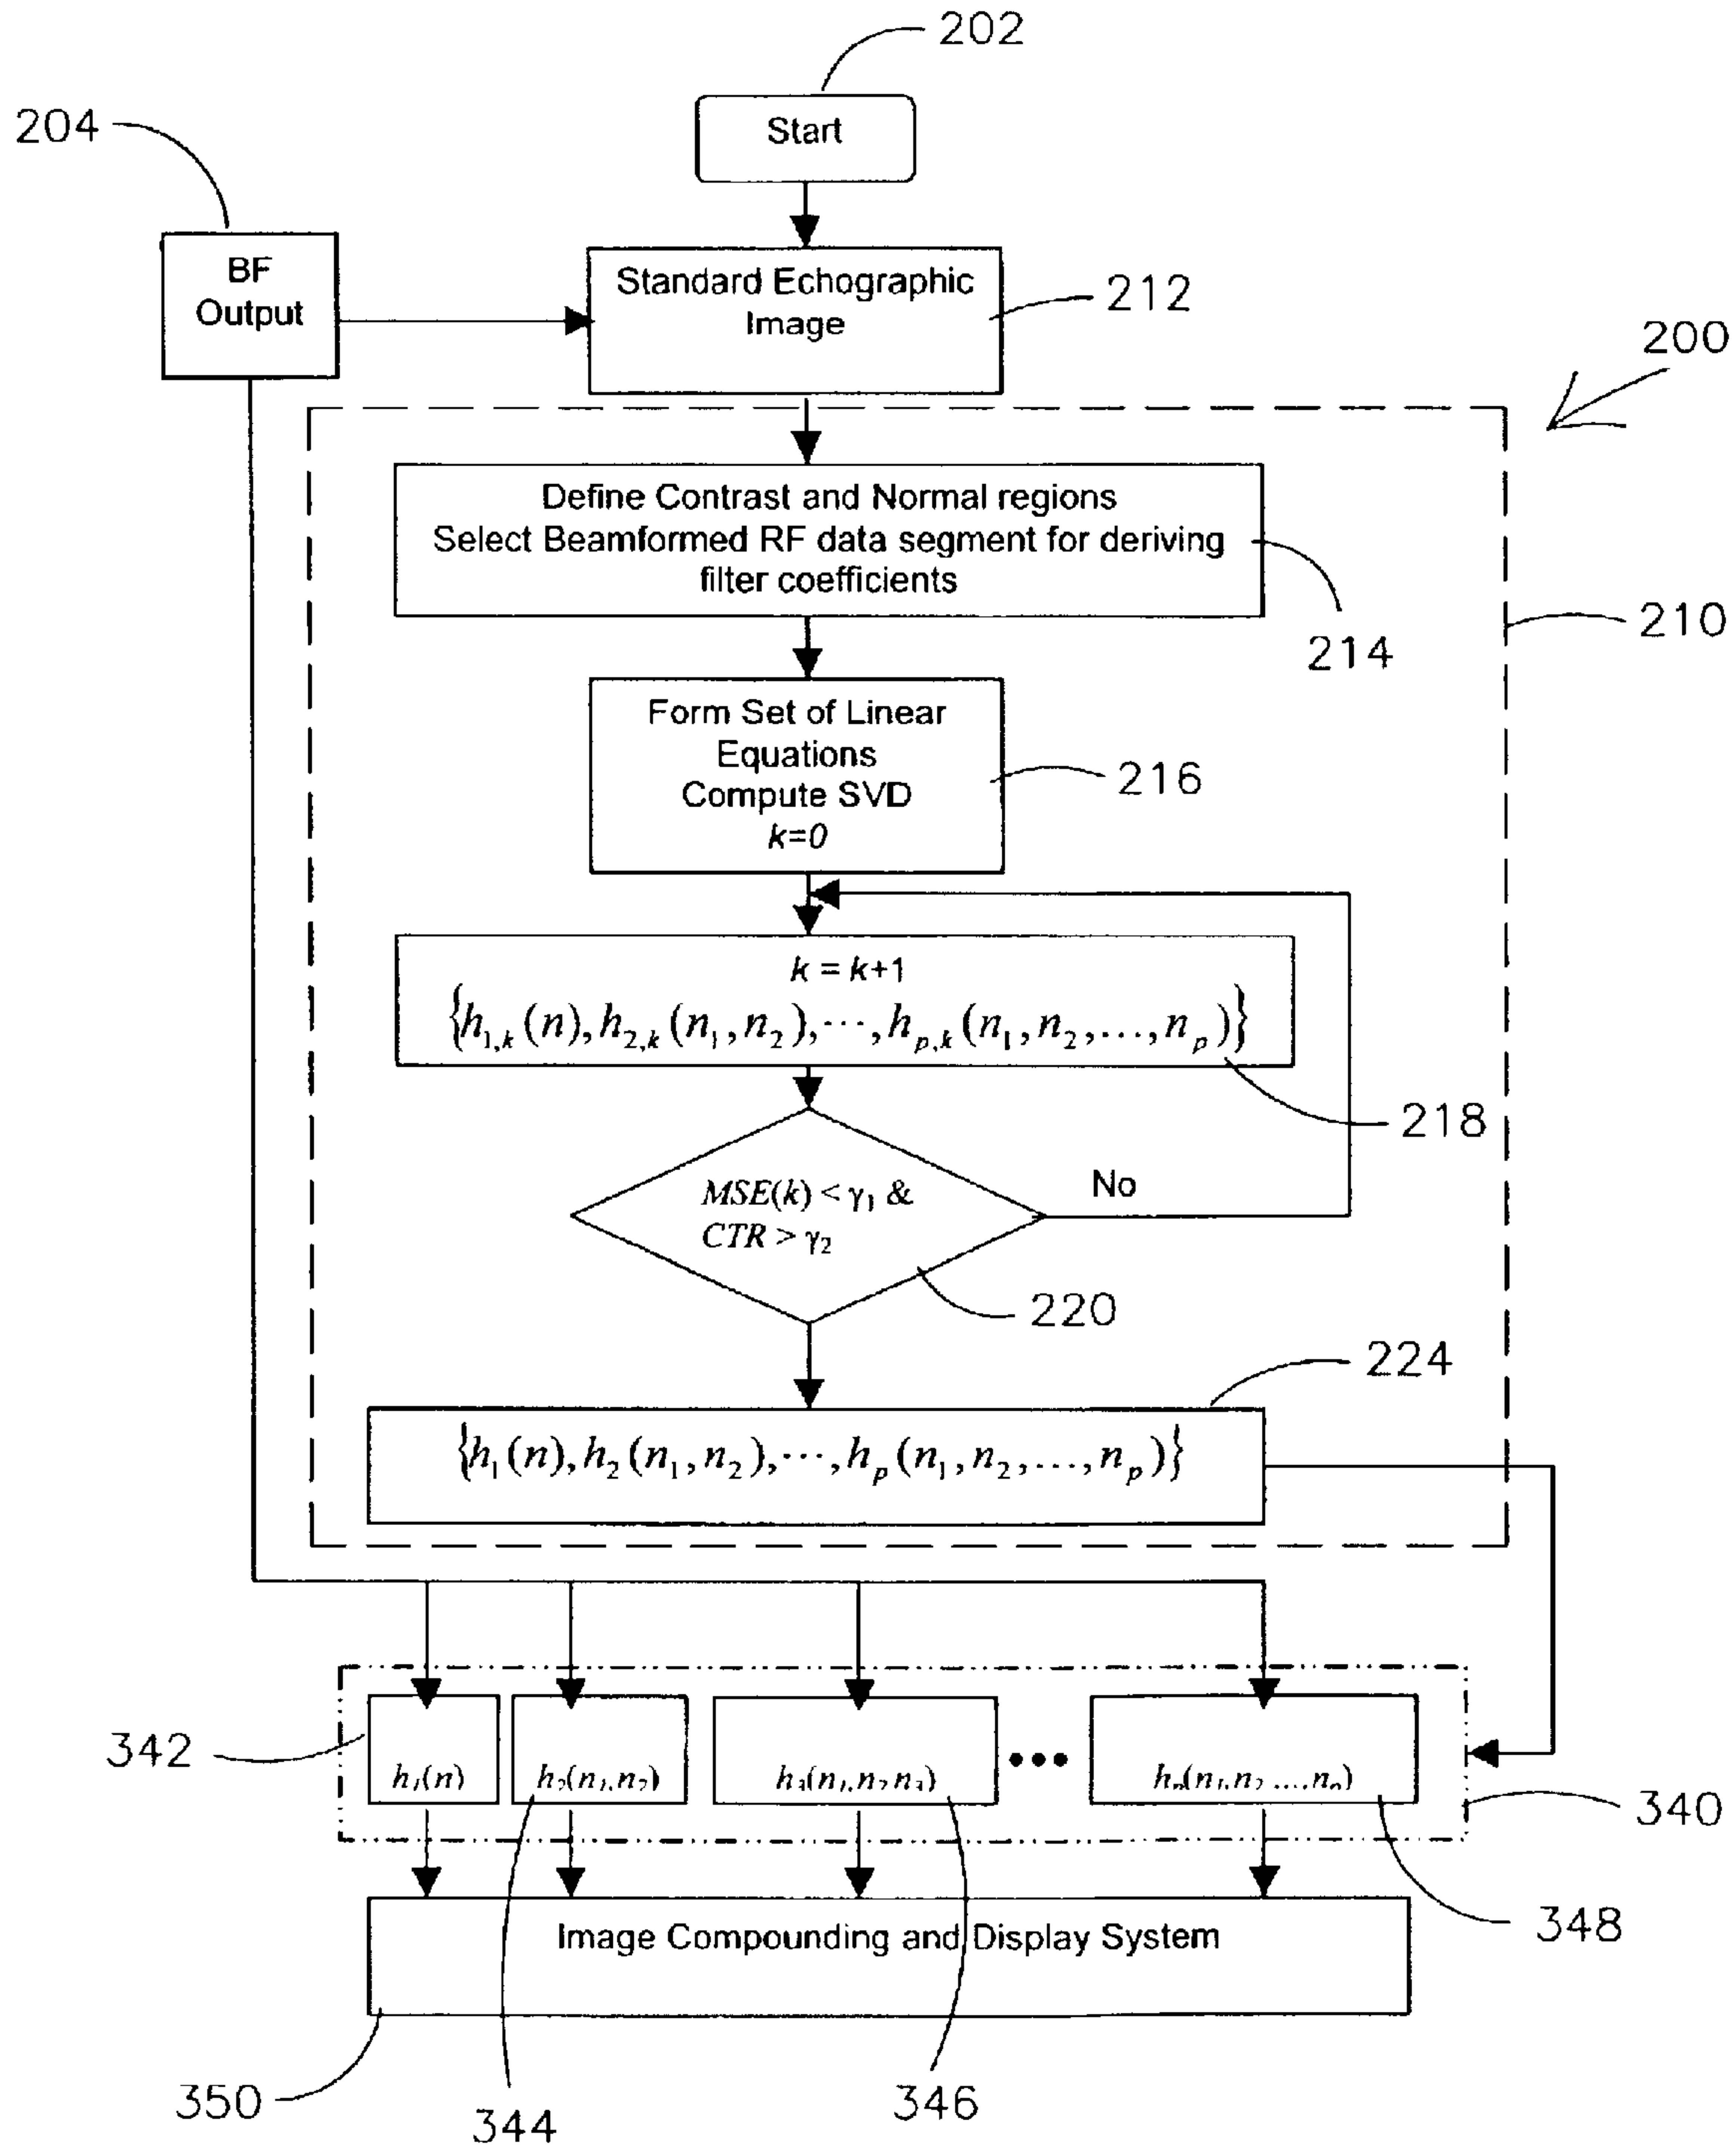 202
Start
204
BF
Output
Standard Echographic
Image
212
200
Define Contrast and Normal regions
Select Beamformed RF data segment for deriving
filter coefficients
214
210
Form Set of Linear
Equations
Compute SVD
k=0
216
k = k+1
{h1,k(n), h2,k(n1,n2),⋯,hp,k(n1,n2,…,np)}
218
MSE(k) < γ1 &
CTR > γ2
No
220
224
{h1(n), h2(n1,n2),⋯,hp(n1,n2,…,np)}
342
h1(n)
h2(n1,n2)
h3(n1,n2,n3)
•••
hp(n1,n2,…,np)
340
Image Compounding and Display System
348
350
344
346